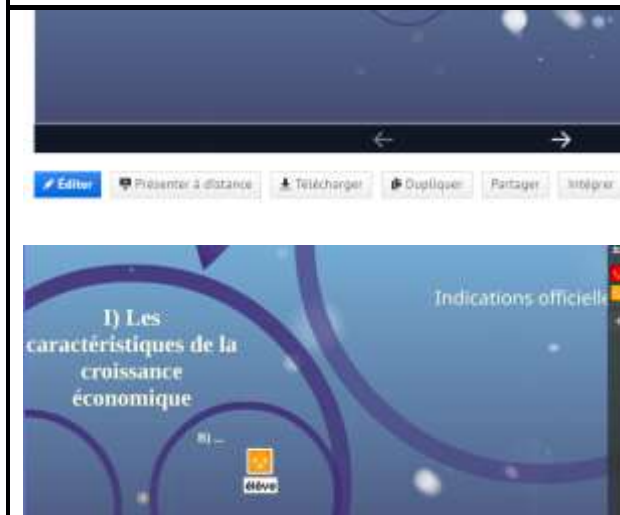 Éditer Présenter à distance Télécharger Dupliquer Partager Intégrer
Indications officielle
I) Les
caractéristiques de la
croissance
économique
B) ...
élève